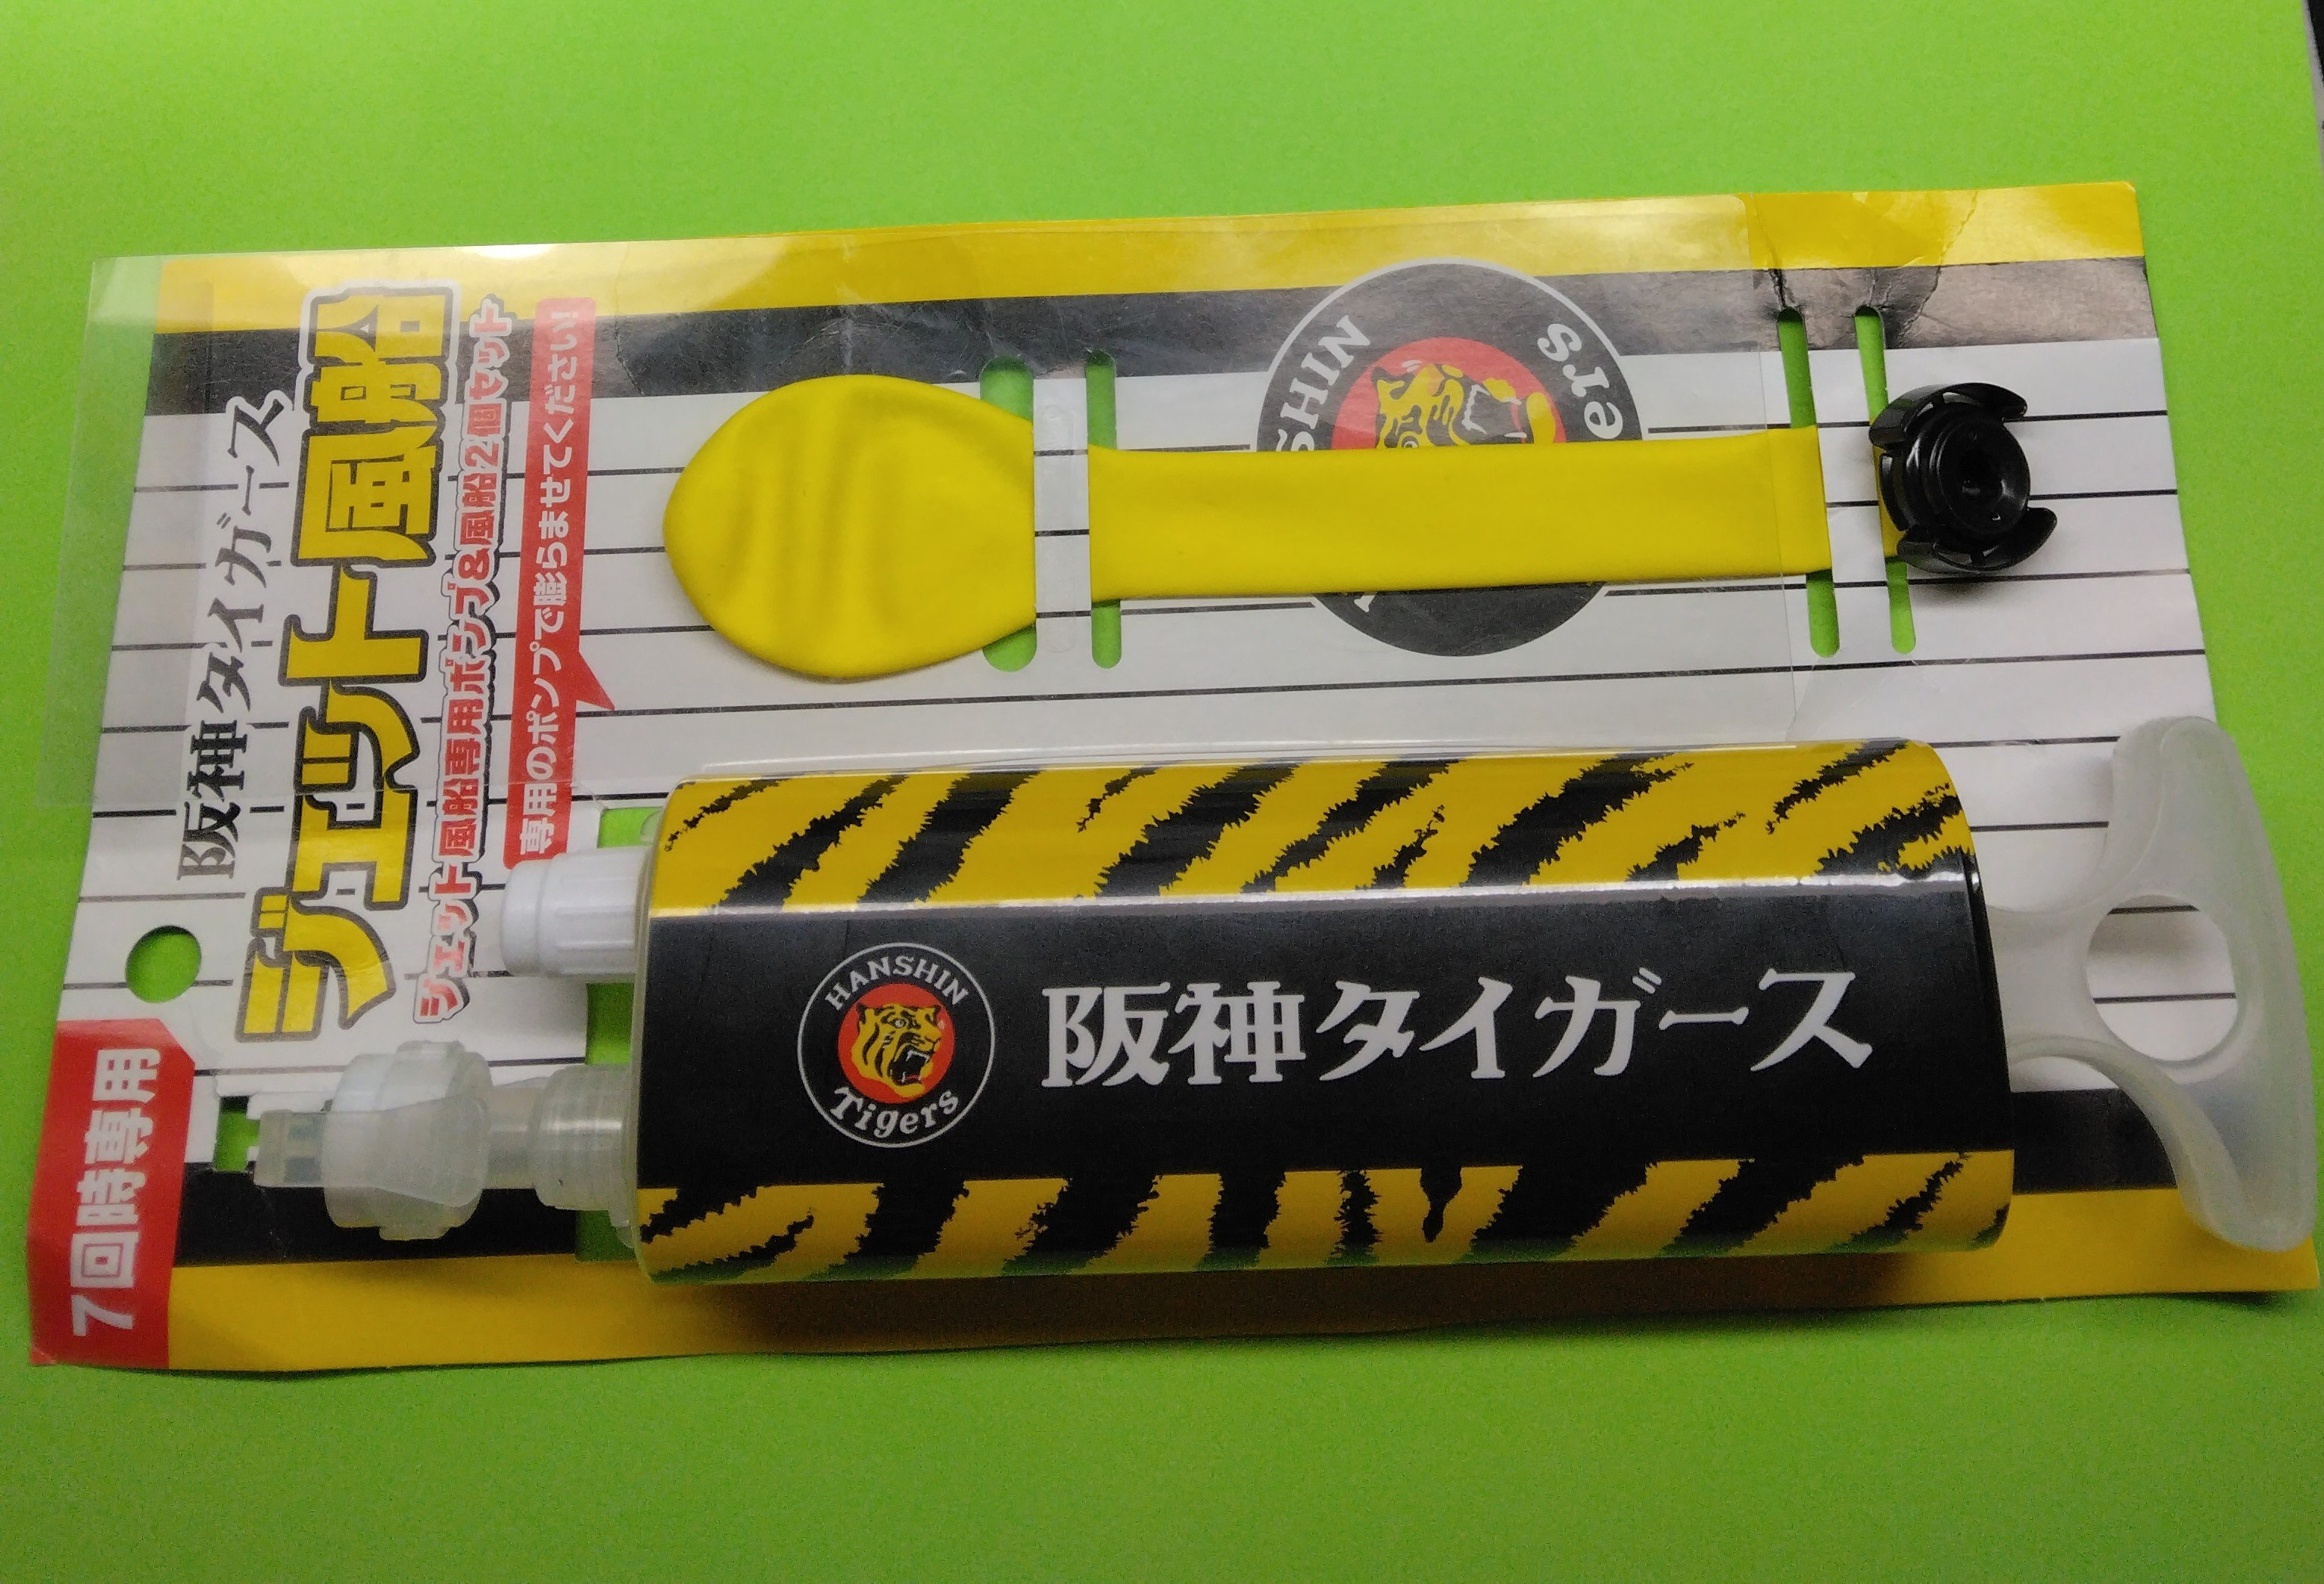 阪神タイガース
ジェット風船
ジェット風船専用ポンプ&風船2個セット
専用のポンプで膨らませてください!
7回時専用
SHIN
ers
HANSHIN
Tigers
阪神タイガース